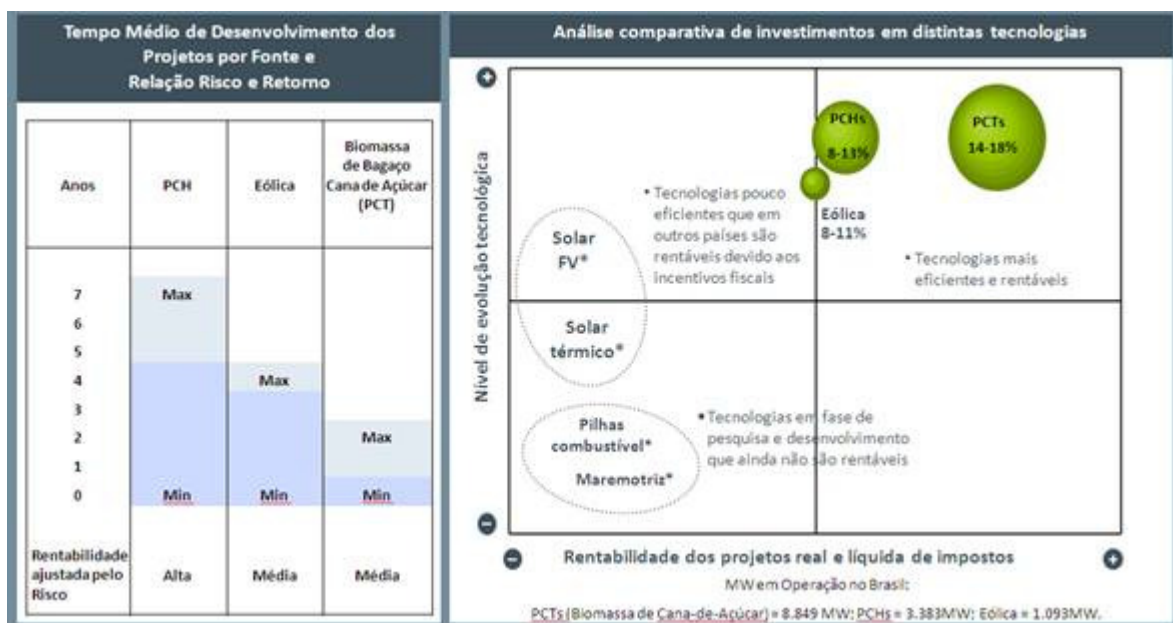 Tempo Médio de Desenvolvimento dos
Projetos por Fonte e
Relação Risco e Retorno
Anos
PCH
Eólica
Biomassa
de Bagaço
Cana de Açúcar
(PCT)
7
Max
6
5
4
Max
3
2
Max
1
0
Min
Min
Min
Rentabilidade
ajustada pelo
Risco
Alta
Média
Média
Análise comparativa de investimentos em distintas tecnologias
Nível de evolução tecnológica
PCHs
8-13%
PCTs
14-18%
Eólica
8-11%
• Tecnologias pouco
eficientes que em
outros países são
rentáveis devido aos
incentivos fiscais
• Tecnologias mais
eficientes e rentáveis
Solar
FV*
Solar
térmico*
Pilhas
combustível*
Maremotriz*
• Tecnologias em fase de
pesquisa e desenvolvimento
que ainda não são rentáveis
Rentabilidade dos projetos real e líquida de impostos
MW em Operação no Brasil:
PCTs (Biomassa de Cana-de-Açúcar) = 8.849 MW; PCHs = 3.383MW; Eólica = 1.093MW.